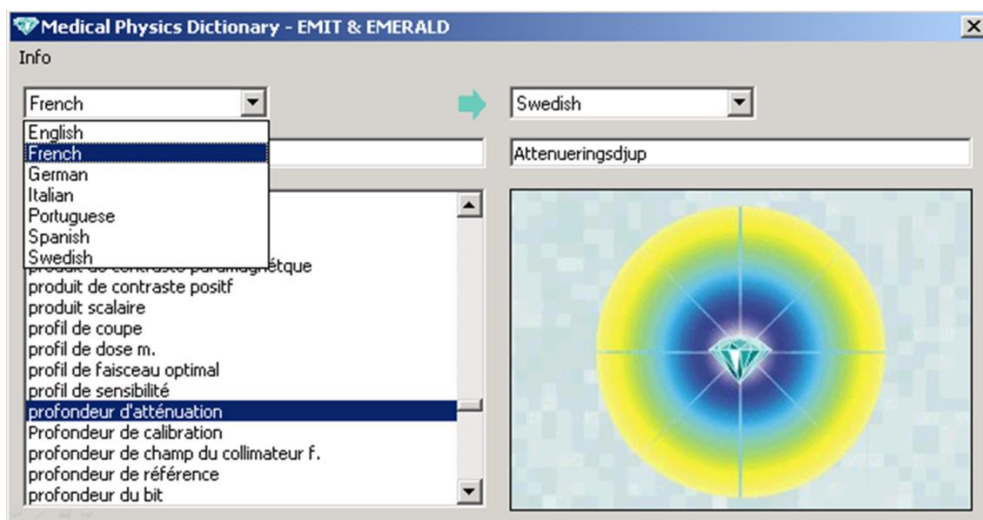 Medical Physics Dictionary - EMIT & EMERALD
Info
French
Swedish
English
French
German
Italian
Portuguese
Spanish
Swedish
Attenueringsdjup
produit de contraste paramagnétque
produit de contraste positf
produit scalaire
profil de coupe
profil de dose m.
profil de faisceau optimal
profil de sensibilité
profondeur d'atténuation
Profondeur de calibration
profondeur de champ du collimateur f.
profondeur de référence
profondeur du bit